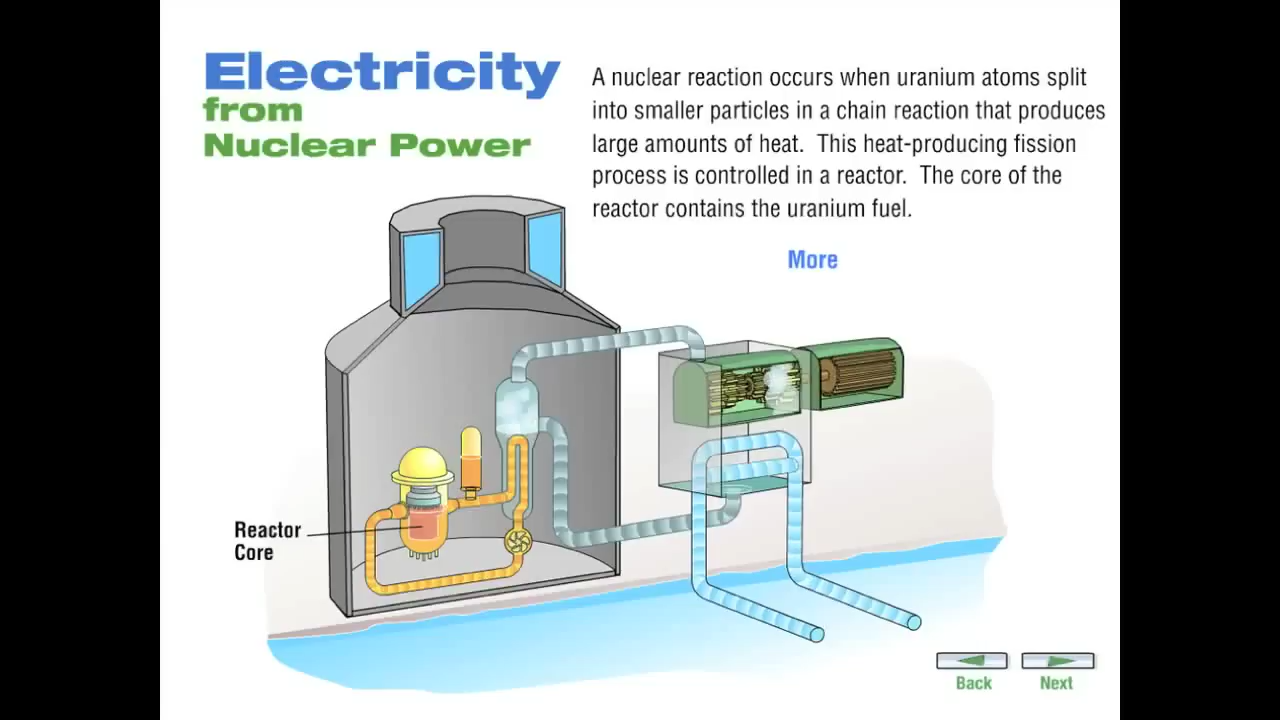 Electricity
from
Nuclear Power
A nuclear reaction occurs when uranium atoms split
into smaller particles in a chain reaction that produces
large amounts of heat.  This heat-producing fission
process is controlled in a reactor.  The core of the
reactor contains the uranium fuel.
More
Reactor
Core
Back
Next